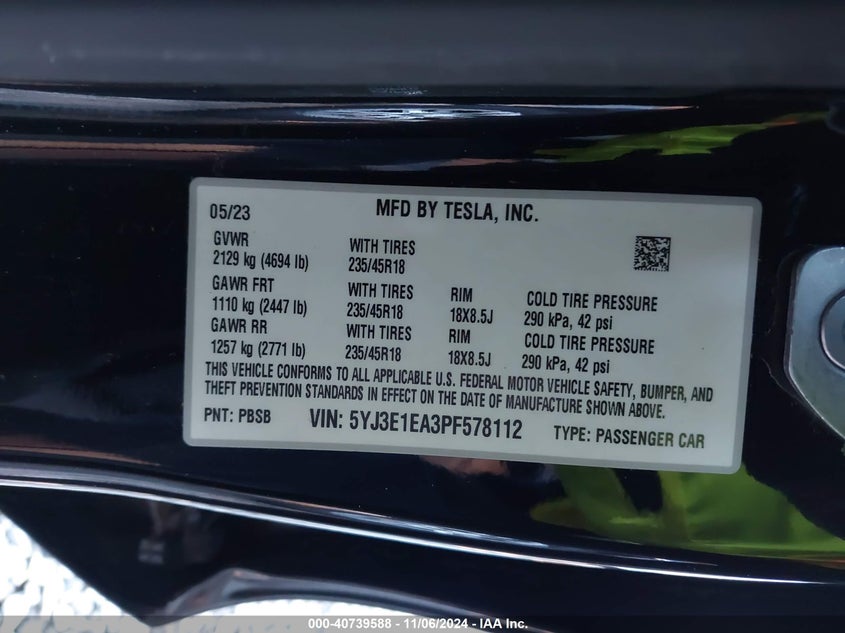 05/23 MFD BY TESLA, INC.
GVWR WITH TIRES
2129 kg (4694 lb) 235/45R18
GAWR FRT WITH TIRES RIM COLD TIRE PRESSURE
1110 kg (2447 lb) 235/45R18 18X8.5J 290 kPa, 42 psi
GAWR RR WITH TIRES RIM COLD TIRE PRESSURE
1257 kg (2771 lb) 235/45R18 18X8.5J 290 kPa, 42 psi
THIS VEHICLE CONFORMS TO ALL APPLICABLE U.S. FEDERAL MOTOR VEHICLE SAFETY, BUMPER, AND
THEFT PREVENTION STANDARDS IN EFFECT ON THE DATE OF MANUFACTURE SHOWN ABOVE.
PNT: PBSB VIN: 5YJ3E1EA3PF578112 TYPE: PASSENGER CAR
000-40739588 - 11/06/2024 - IAA Inc.